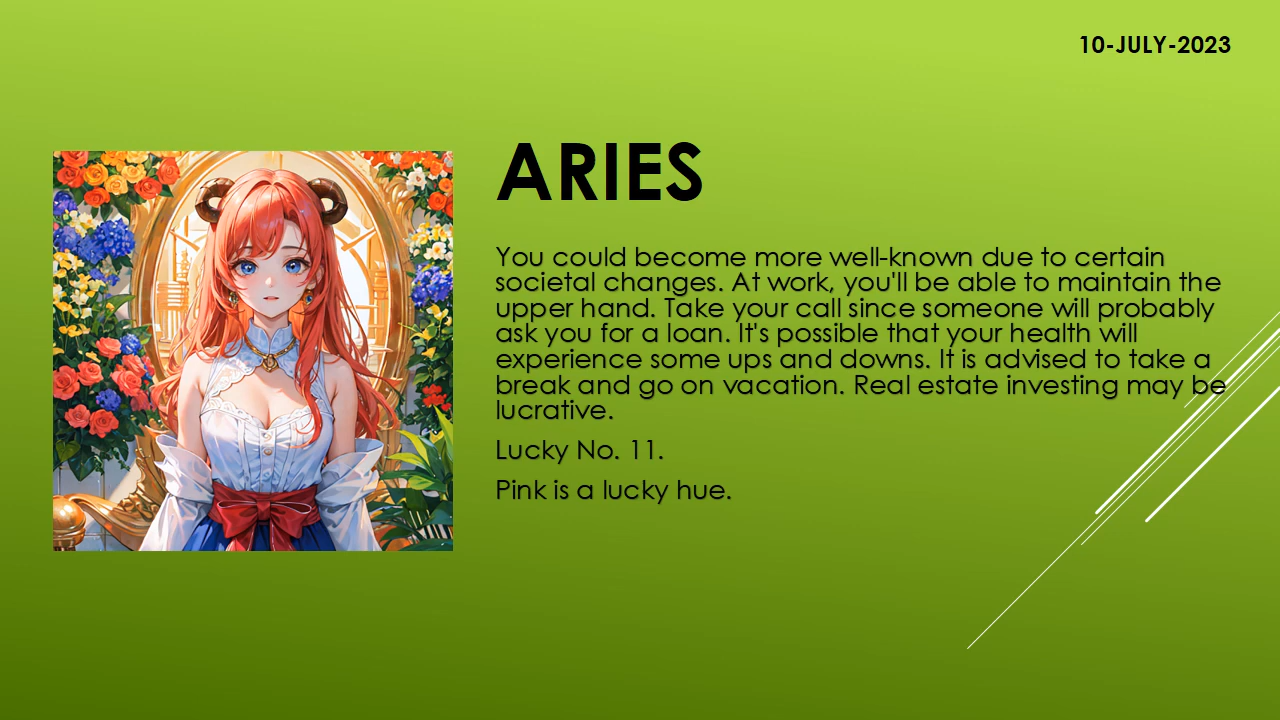 10-JULY-2023
ARIES
You could become more well-known due to certain
societal changes. At work, you'll be able to maintain the
upper hand. Take your call since someone will probably
ask you for a loan. It's possible that your health will
experience some ups and downs. It is advised to take a
break and go on vacation. Real estate investing may be
lucrative.
Lucky No. 11.
Pink is a lucky hue.